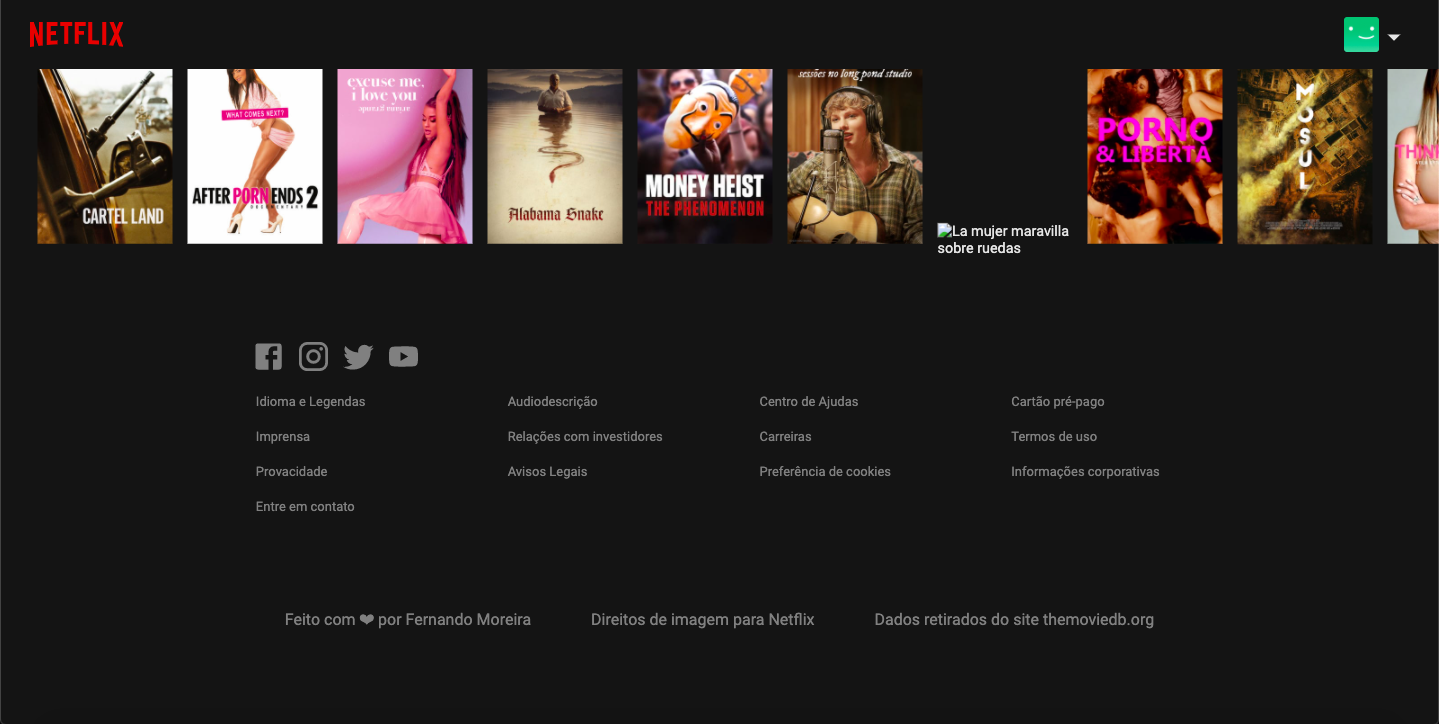 NETFLIX
CARTEL LAND
WHAT COMES NEXT?
AFTER PORN ENDS 2
DOCUMENTARY
excuse me,
i love you
Alabama Snake
MONEY HEIST
THE PHENOMENON
sessões no long pond studio
La mujer maravilla
sobre ruedas
PORNO
& LIBERTÀ
MOSUL
THIN
Idioma e Legendas
Audiodescrição
Centro de Ajudas
Cartão pré-pago
Imprensa
Relações com investidores
Carreiras
Termos de uso
Provacidade
Avisos Legais
Preferência de cookies
Informações corporativas
Entre em contato
Feito com ❤ por Fernando Moreira
Direitos de imagem para Netflix
Dados retirados do site themoviedb.org